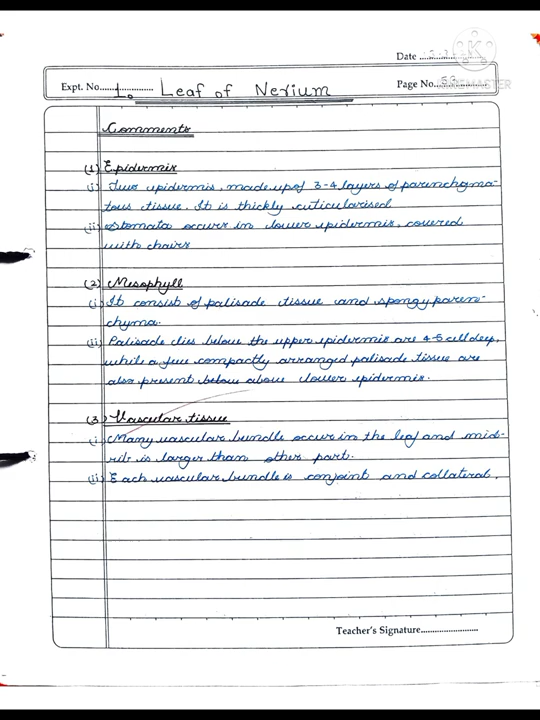 Date
Expt. No. 1. Leaf of Nerium
Page No. 56
Comments
(1) Epidermis
(i) Two epidermis, made up of 3-4 layers of parenchyma-
tous tissue. It is thickly cuticularised
(ii) Stomata occurs in lower epidermis, covered
with hairs
(2) Mesophyll
(i) It consist of palisade tissue and spongy paren-
chyma.
(ii) Palisade lies below the upper epidermis are 4-5 cell deep,
while a few compactly arranged palisade tissue are
also present below above lower epidermis.
(3) Vascular tissue
(i) Many vascular bundle occur in the leaf and mid-
rib is larger than other part.
(ii) Each vascular bundle is conjoint and collateral.
Teacher's Signature